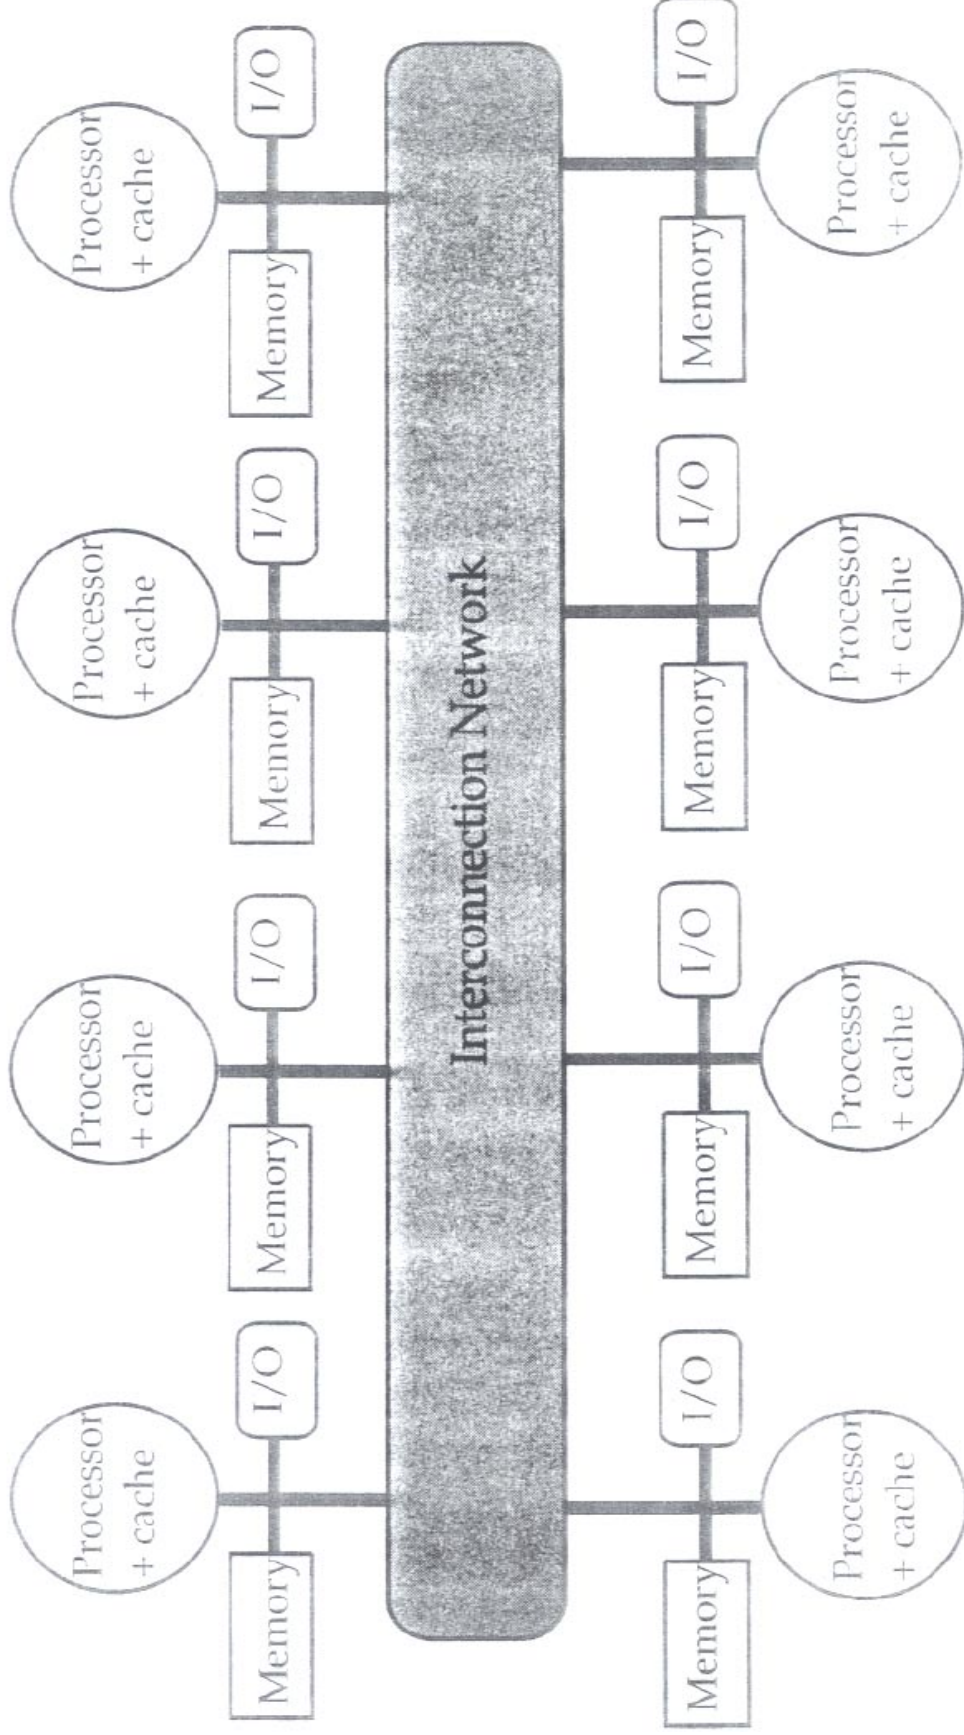 Processor
+ cache
Processor
+ cache
Processor
+ cache
Processor
+ cache
Memory
I/O
Memory
I/O
Memory
I/O
Memory
I/O
Interconnection Network
Memory
I/O
Memory
I/O
Memory
I/O
Memory
I/O
Processor
+ cache
Processor
+ cache
Processor
+ cache
Processor
+ cache